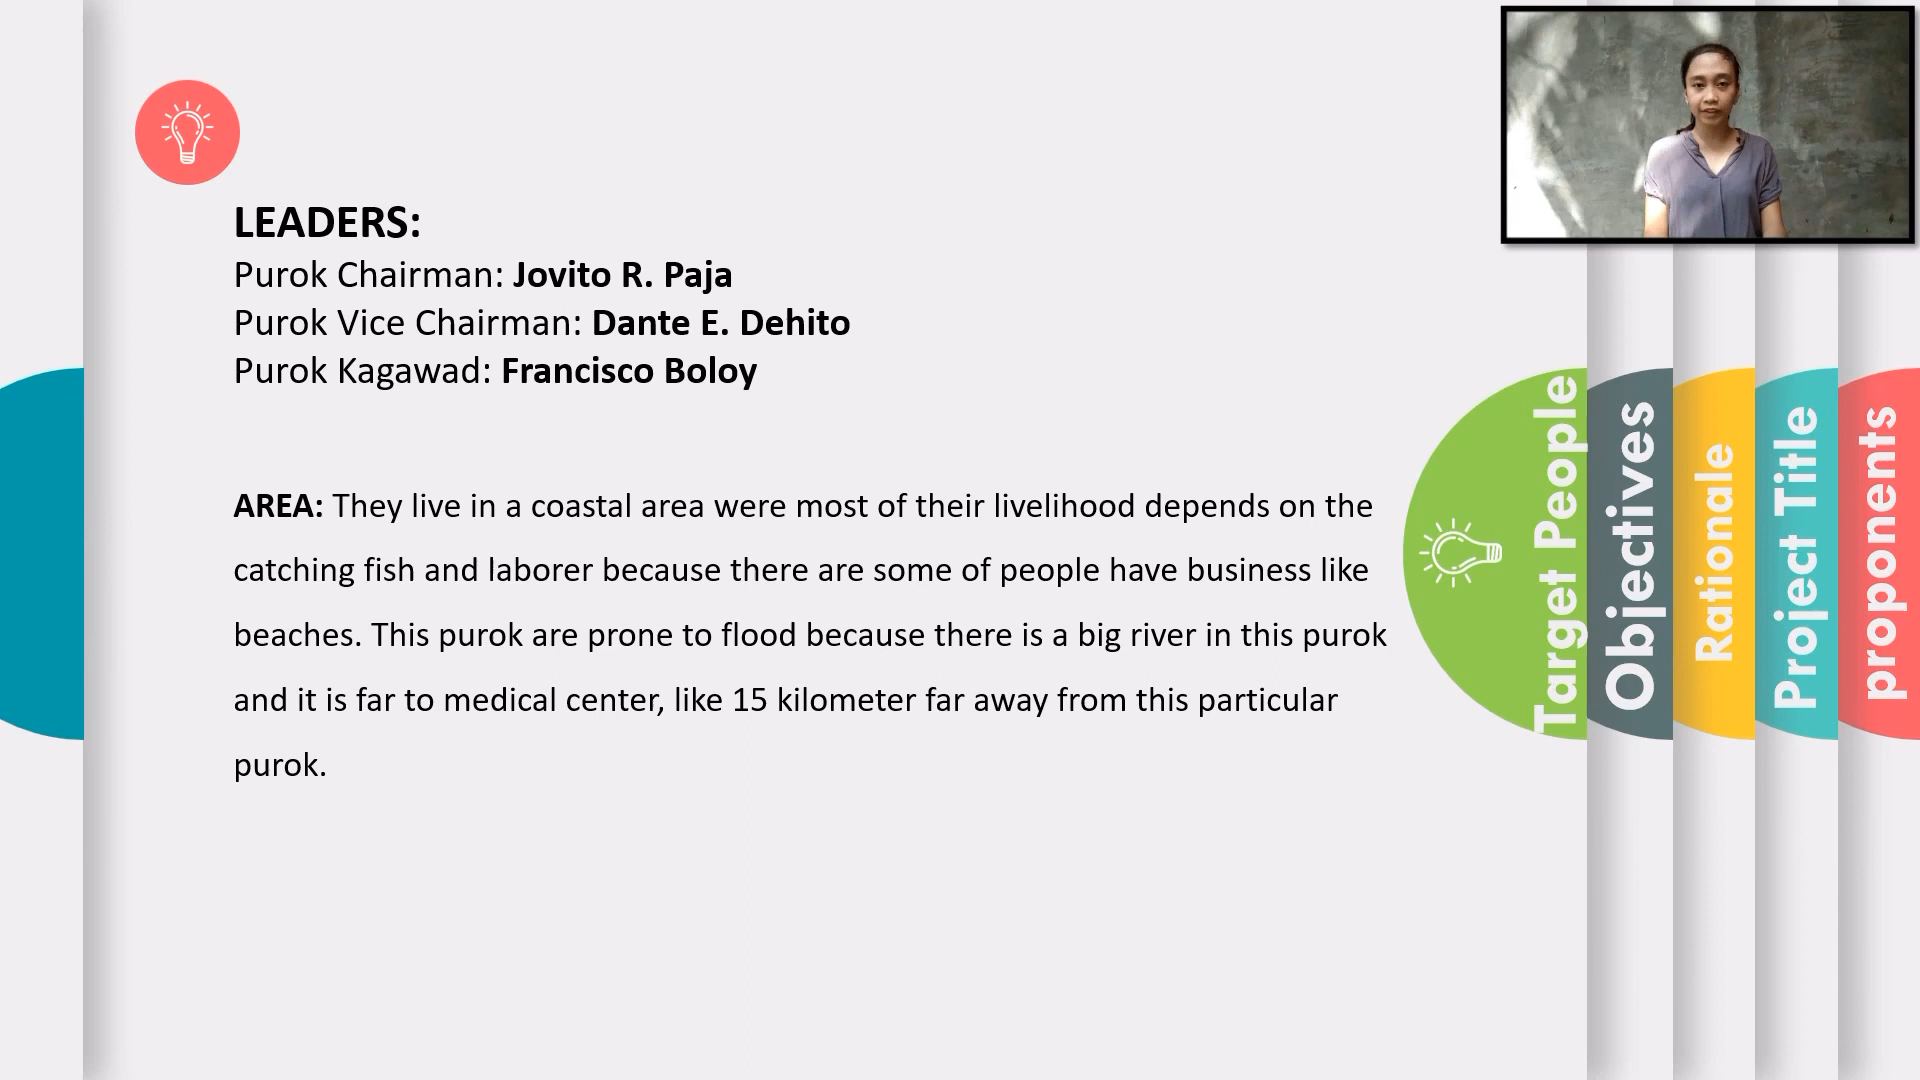 LEADERS:
Purok Chairman: Jovito R. Paja
Purok Vice Chairman: Dante E. Dehito
Purok Kagawad: Francisco Boloy
AREA: They live in a coastal area were most of their livelihood depends on the
catching fish and laborer because there are some of people have business like
beaches. This purok are prone to flood because there is a big river in this purok
and it is far to medical center, like 15 kilometer far away from this particular
purok.
Target People
Objectives
Rationale
Project Title
proponents